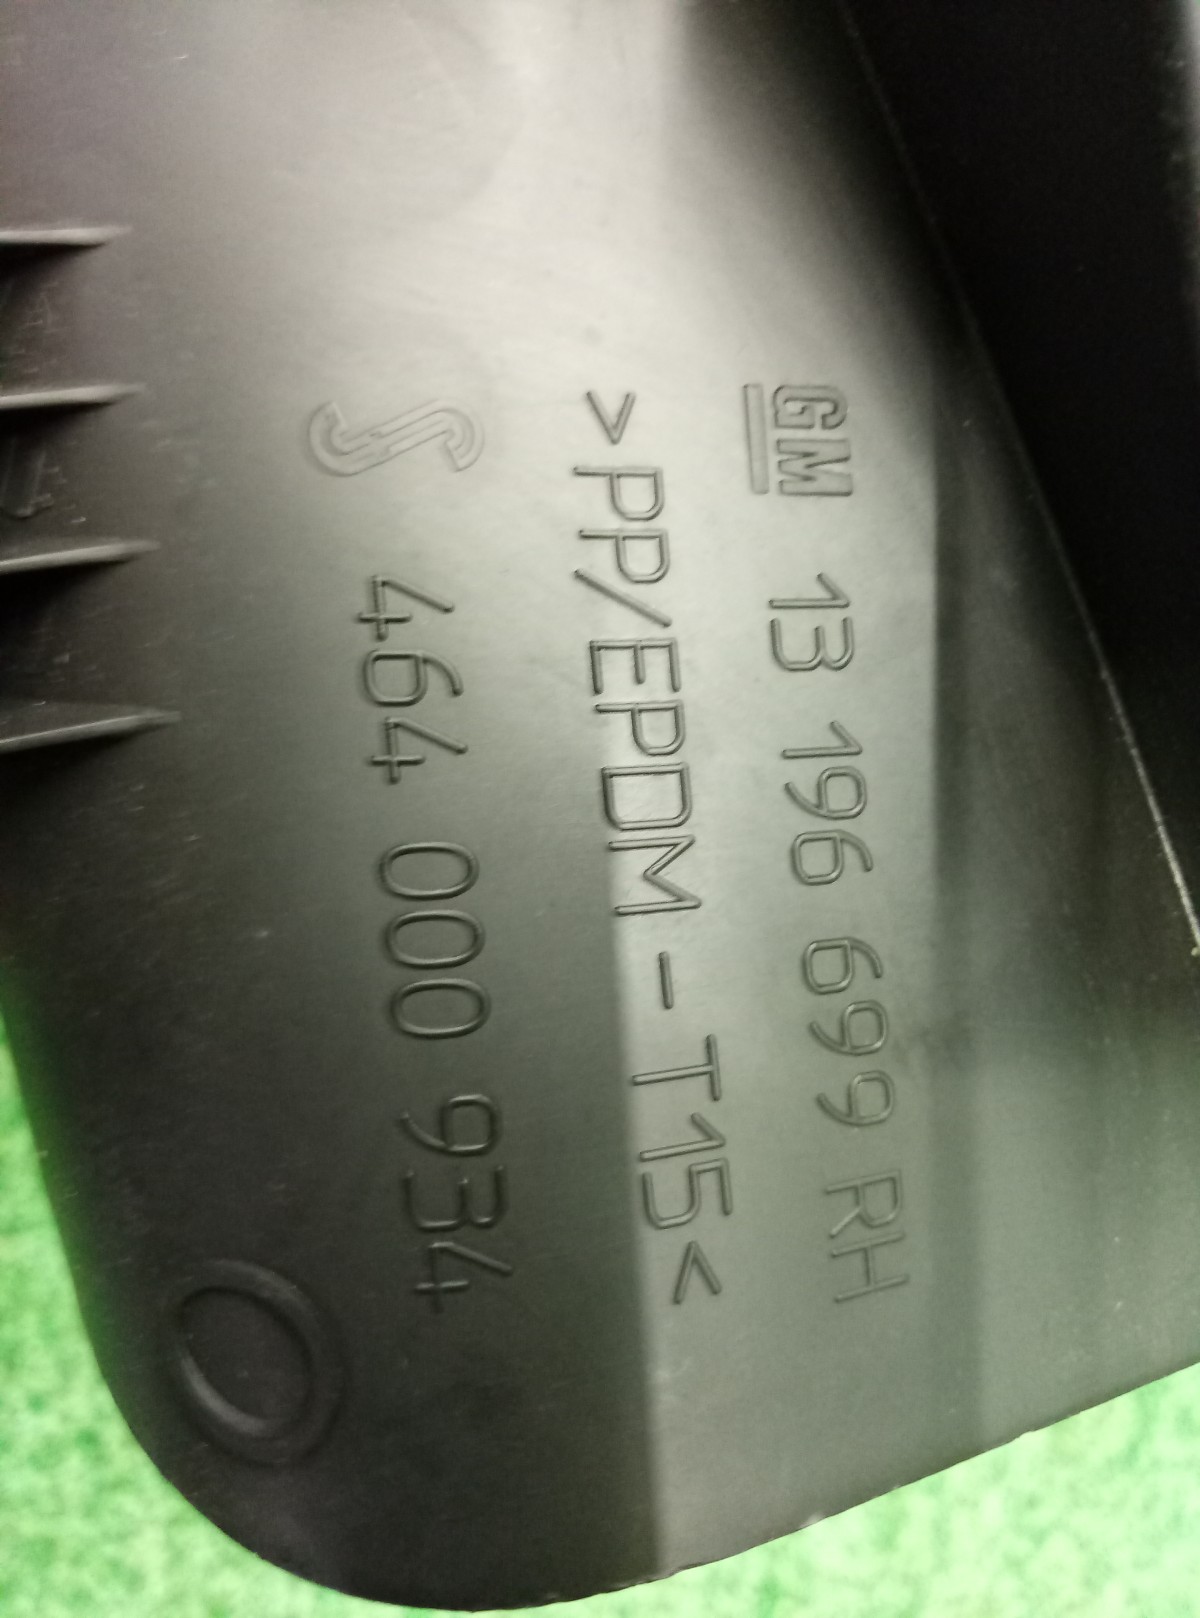 GM 13 196 699 RH
>PP/EPDM-T15<
464 000 934